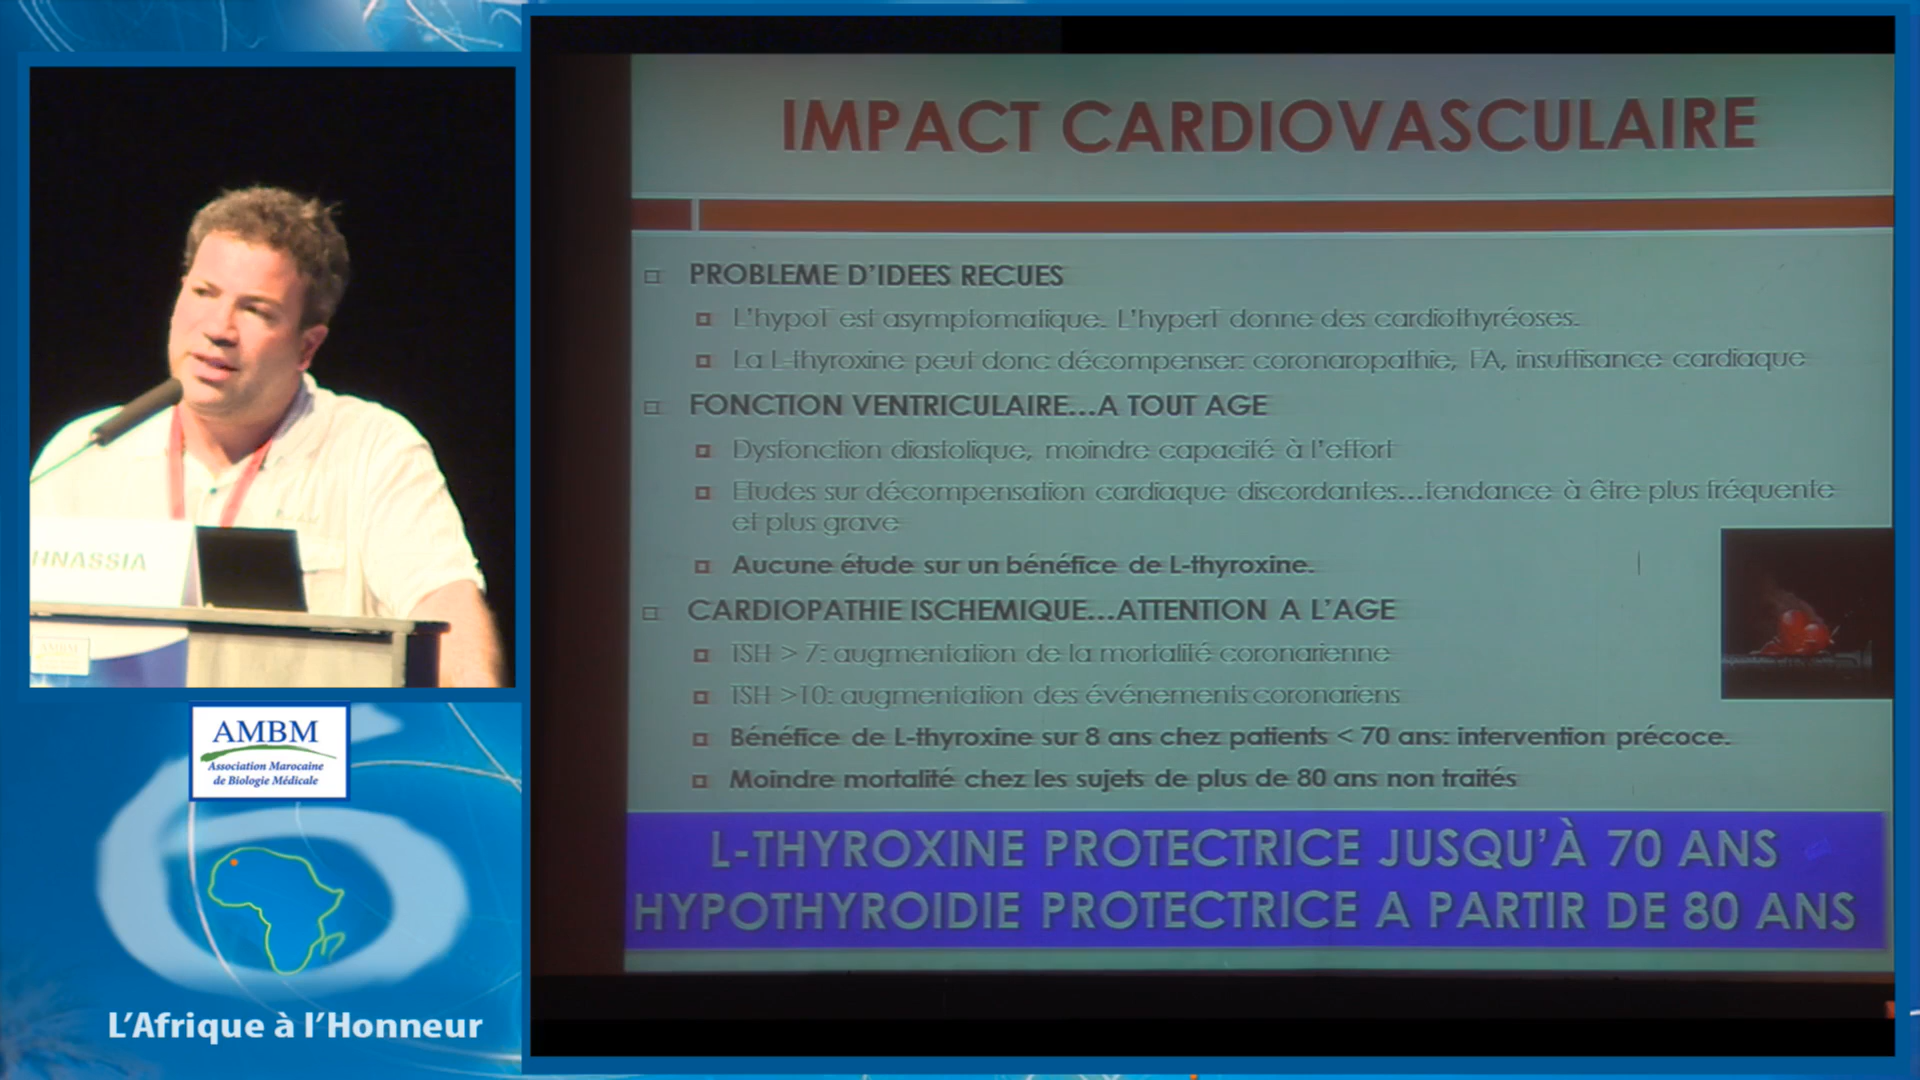 IMPACT CARDIOVASCULAIRE
PROBLEME D'IDEES RECUES
L'hypoT est asymptomatique. L'hyperT donne des cardiothyréoses.
La L-thyroxine peut donc décompenser: coronaropathie, FA, insuffisance cardiaque
FONCTION VENTRICULAIRE...A TOUT AGE
Dysfonction diastolique, moindre capacité à l'effort
Etudes sur décompensation cardiaque discordantes...tendance à être plus fréquente
et plus grave
Aucune étude sur un bénéfice de L-thyroxine.
CARDIOPATHIE ISCHEMIQUE...ATTENTION A L'AGE
TSH > 7: augmentation de la mortalité coronarienne
TSH >10: augmentation des événements coronariens
Bénéfice de L-thyroxine sur 8 ans chez patients < 70 ans: intervention précoce.
Moindre mortalité chez les sujets de plus de 80 ans non traités
L-THYROXINE PROTECTRICE JUSQU'À 70 ANS
HYPOTHYROIDIE PROTECTRICE A PARTIR DE 80 ANS
HNASSIA
AMBM
AMBM
Association Marocaine
de Biologie Médicale
L'Afrique à l'Honneur